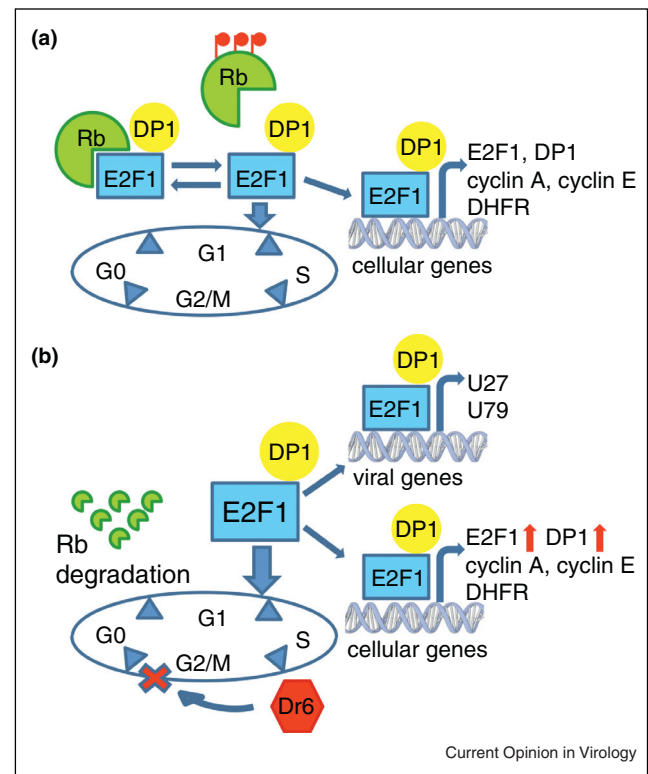 (a)
Rb
Rb
DP1
DP1
DP1
E2F1
E2F1
E2F1
E2F1, DP1
cyclin A, cyclin E
DHFR
cellular genes
G0
G1
S
G2/M
(b)
DP1
E2F1
U27
U79
viral genes
DP1
E2F1
Rb
degradation
DP1
E2F1
E2F1 DP1
cyclin A, cyclin E
DHFR
cellular genes
G0
G1
S
G2/M
Dr6
Current Opinion in Virology